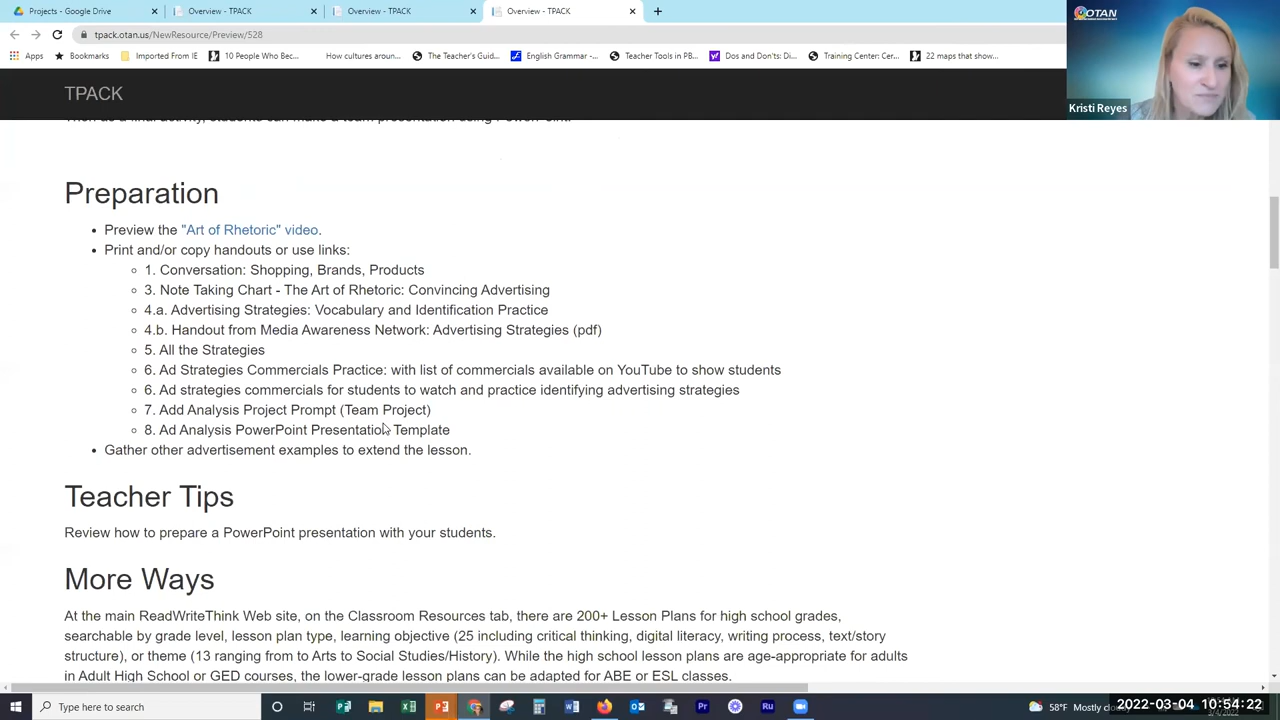 Projects - Google Drive
Overview - TPACK
Overview - TPACK
Overview - TPACK
tpack.otan.us/NewResource/Preview/528
Apps
Bookmarks
Imported From IE
10 People Who Bec...
How cultures aroun...
The Teacher's Guid...
English Grammar -...
Teacher Tools in PB...
Dos and Don'ts: Di...
Training Center: Cer...
22 maps that show...
OTAN
Kristi Reyes
TPACK
Then as a final activity, students can make a team presentation using PowerPoint.
Preparation
Preview the "Art of Rhetoric" video.
Print and/or copy handouts or use links:
1. Conversation: Shopping, Brands, Products
3. Note Taking Chart - The Art of Rhetoric: Convincing Advertising
4.a. Advertising Strategies: Vocabulary and Identification Practice
4.b. Handout from Media Awareness Network: Advertising Strategies (pdf)
5. All the Strategies
6. Ad Strategies Commercials Practice: with list of commercials available on YouTube to show students
6. Ad strategies commercials for students to watch and practice identifying advertising strategies
7. Add Analysis Project Prompt (Team Project)
8. Ad Analysis PowerPoint Presentation Template
Gather other advertisement examples to extend the lesson.
Teacher Tips
Review how to prepare a PowerPoint presentation with your students.
More Ways
At the main ReadWriteThink Web site, on the Classroom Resources tab, there are 200+ Lesson Plans for high school grades,
searchable by grade level, lesson plan type, learning objective (25 including critical thinking, digital literacy, writing process, text/story
structure), or theme (13 ranging from to Arts to Social Studies/History). While the high school lesson plans are age-appropriate for adults
in Adult High School or GED courses, the lower-grade lesson plans can be adapted for ABE or ESL classes.
Type here to search
58°F Mostly clo
2022-03-04 10:54:22